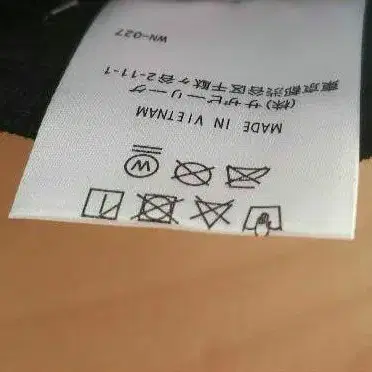 MADE IN VIETNAM
(株)サザビーリーグ
東京都渋谷区千駄ヶ谷2-11-1
WN-027